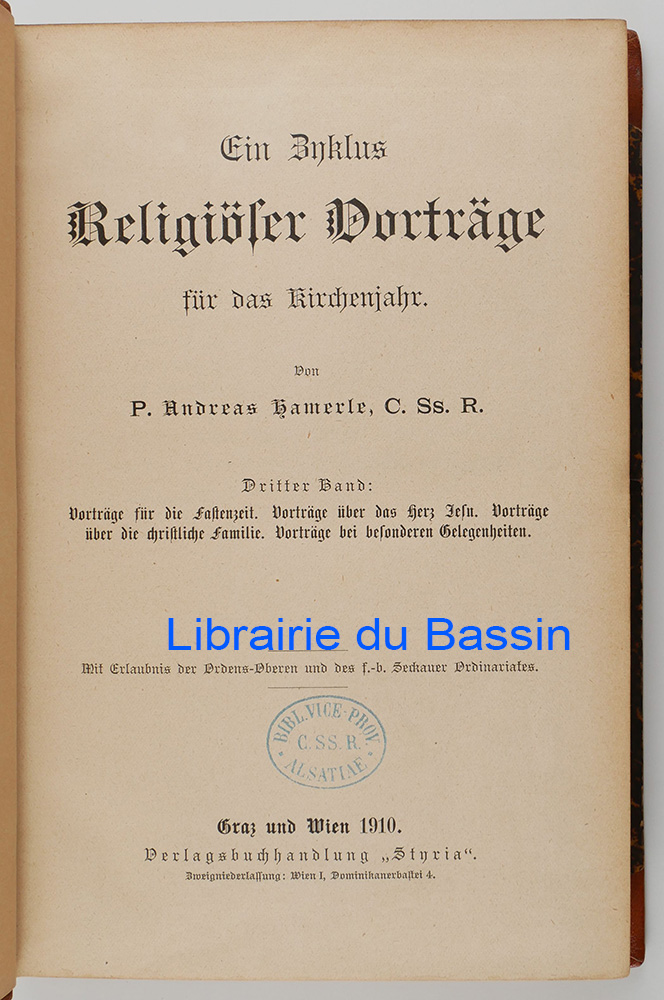 Ein Zyklus
Religiöſer Vorträge
für das Kirchenjahr.
Von
P. Andreas Hamerle, C. Ss. R.
Dritter Band:
Vorträge für die Faſtenzeit. Vorträge über das Herz Jeſu. Vorträge
über die chriſtliche Familie. Vorträge bei beſonderen Gelegenheiten.
Librairie du Bassin
Mit Erlaubnis der Ordens-Oberen und des f.-b. Seckauer Ordinariates.
BIBL. VICE-PROV.
C. SS. R.
ALSATIAE
Graz und Wien 1910.
Verlagsbuchhandlung „Styria“.
Zweigniederlaſſung: Wien I, Dominikanerbaſtei 4.